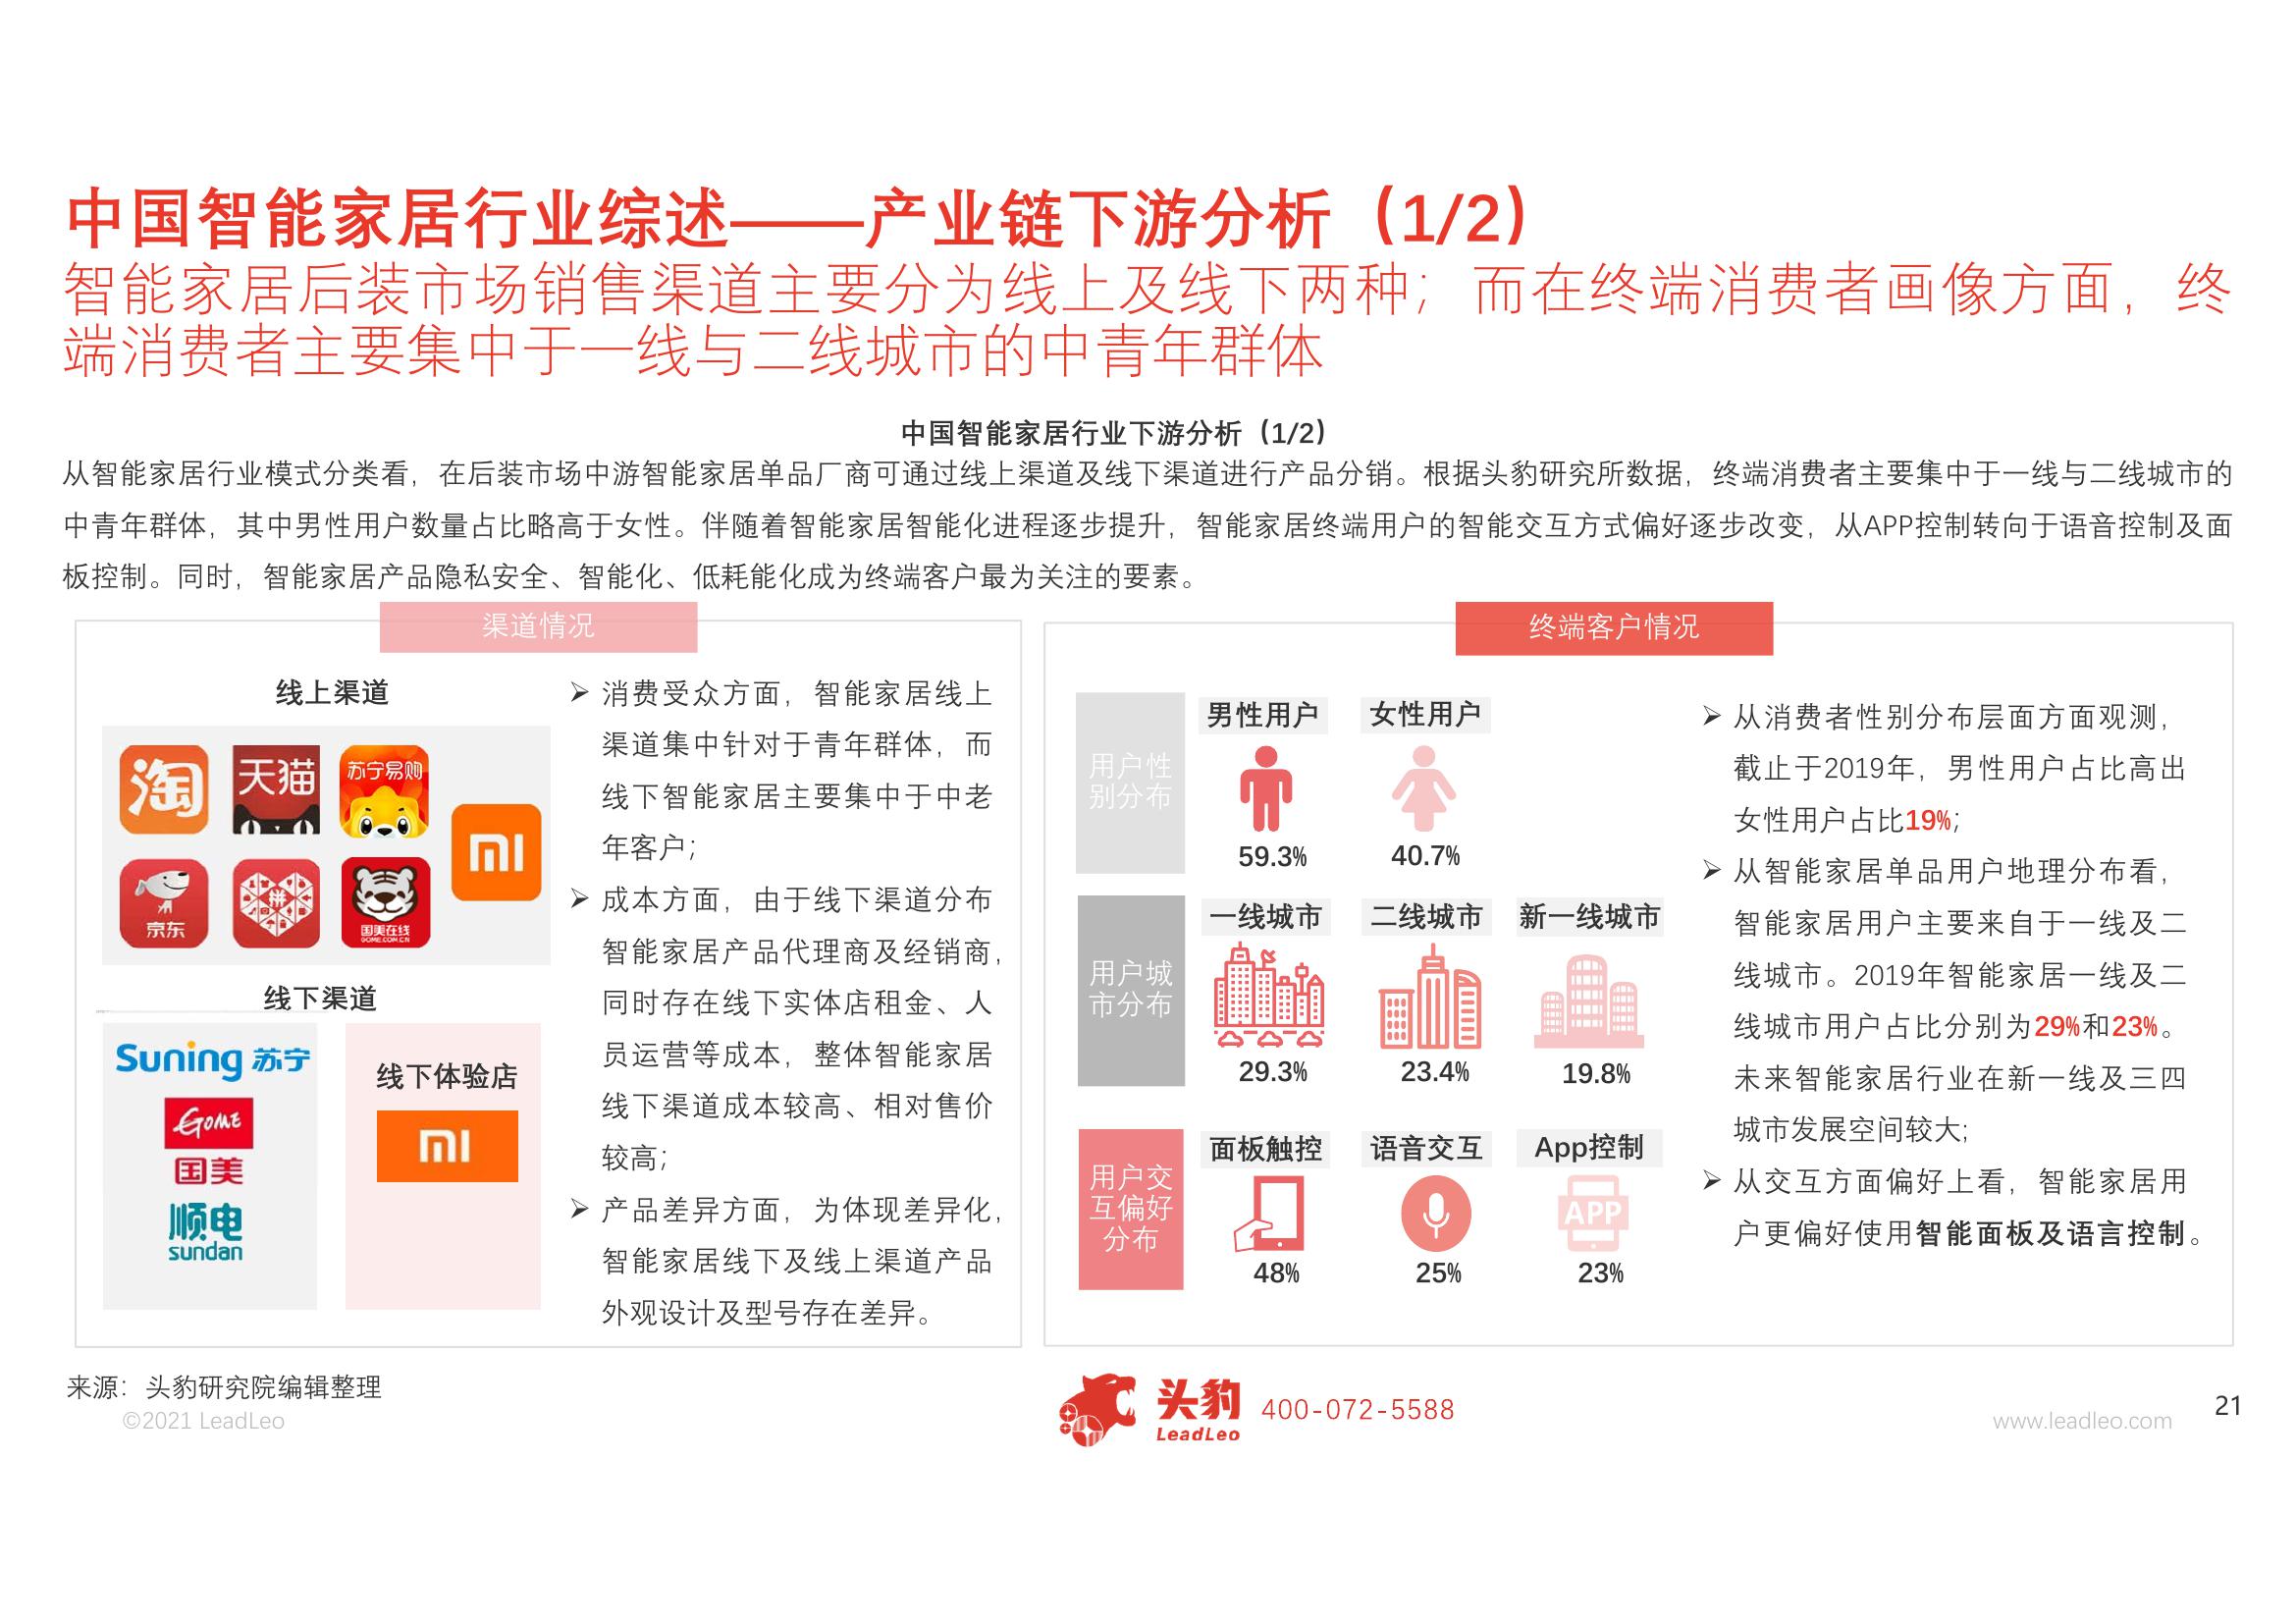 中国智能家居行业综述——产业链下游分析（1/2）
智能家居后装市场销售渠道主要分为线上及线下两种；而在终端消费者画像方面，终
端消费者主要集中于一线与二线城市的中青年群体
中国智能家居行业下游分析（1/2）
从智能家居行业模式分类看，在后装市场中游智能家居单品厂商可通过线上渠道及线下渠道进行产品分销。根据头豹研究所数据，终端消费者主要集中于一线与二线城市的
中青年群体，其中男性用户数量占比略高于女性。伴随着智能家居智能化进程逐步提升，智能家居终端用户的智能交互方式偏好逐步改变，从APP控制转向于语音控制及面
板控制。同时，智能家居产品隐私安全、智能化、低耗能化成为终端客户最为关注的要素。
渠道情况
线上渠道
淘
天猫
苏宁易购
mi
京东
拼
国美在线
GOME.COM.CN
线下渠道
Suning 苏宁
GOME
国美
顺电
sundan
线下体验店
mi
➢ 消费受众方面，智能家居线上
渠道集中针对于青年群体，而
线下智能家居主要集中于中老
年客户；
➢ 成本方面，由于线下渠道分布
智能家居产品代理商及经销商，
同时存在线下实体店租金、人
员运营等成本，整体智能家居
线下渠道成本较高、相对售价
较高；
➢ 产品差异方面，为体现差异化，
智能家居线下及线上渠道产品
外观设计及型号存在差异。
终端客户情况
用户性
别分布
男性用户
女性用户
59.3%
40.7%
用户城
市分布
一线城市
二线城市
新一线城市
29.3%
23.4%
19.8%
用户交
互偏好
分布
面板触控
语音交互
App控制
APP
48%
25%
23%
➢ 从消费者性别分布层面方面观测，
截止于2019年，男性用户占比高出
女性用户占比19%；
➢ 从智能家居单品用户地理分布看，
智能家居用户主要来自于一线及二
线城市。2019年智能家居一线及二
线城市用户占比分别为29%和23%。
未来智能家居行业在新一线及三四
城市发展空间较大；
➢ 从交互方面偏好上看，智能家居用
户更偏好使用智能面板及语言控制。
来源：头豹研究院编辑整理
©2021 LeadLeo
头豹
LeadLeo
400-072-5588
www.leadleo.com
21